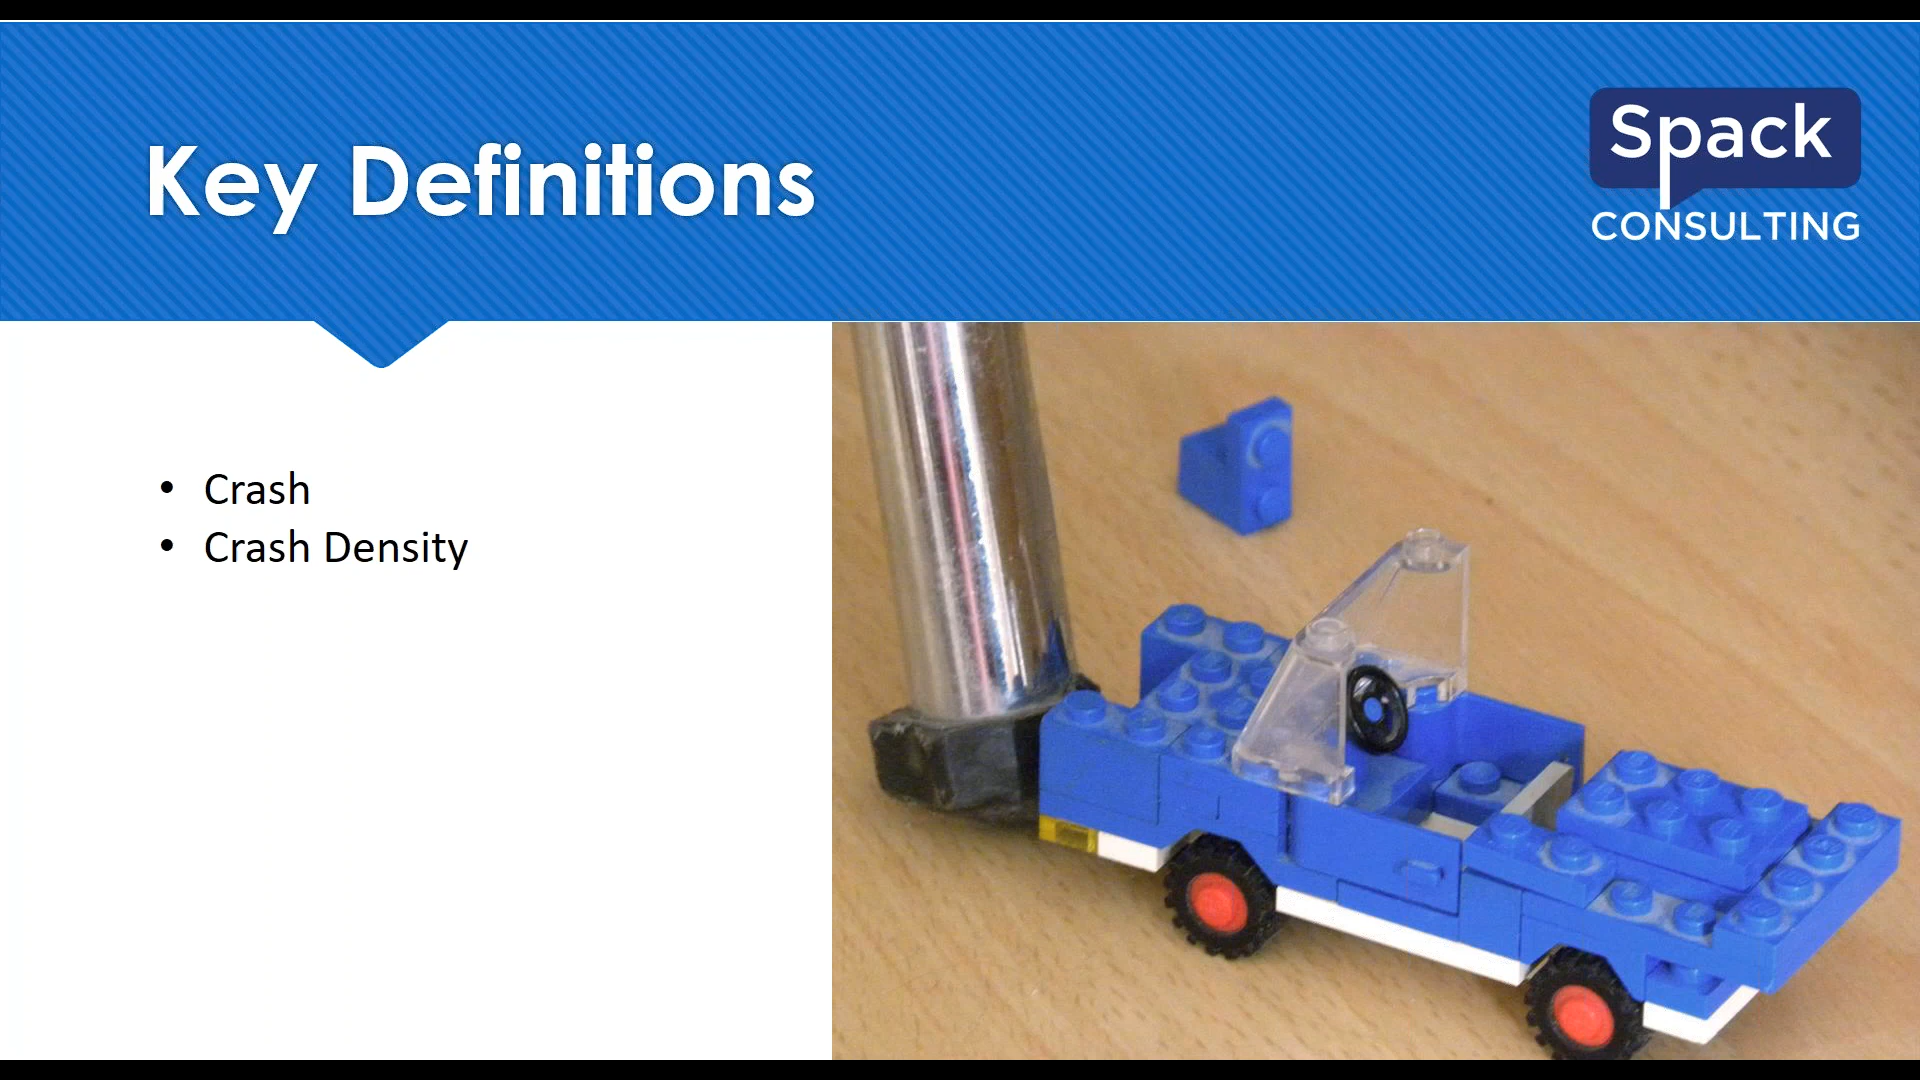 Key Definitions
Spack
CONSULTING
• Crash
• Crash Density